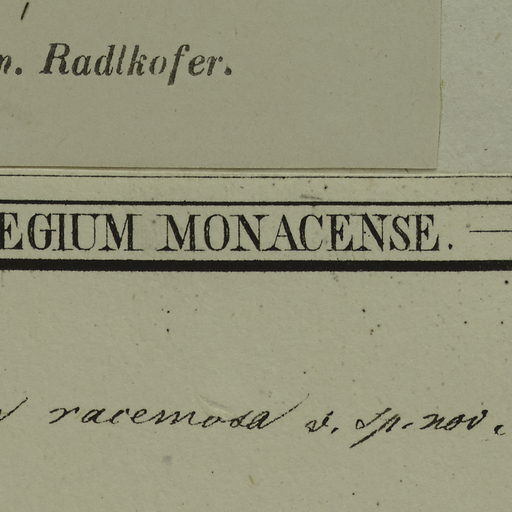 m. Radlkofer.
EGIUM MONACENSE.
racemosa v. sp. nov.